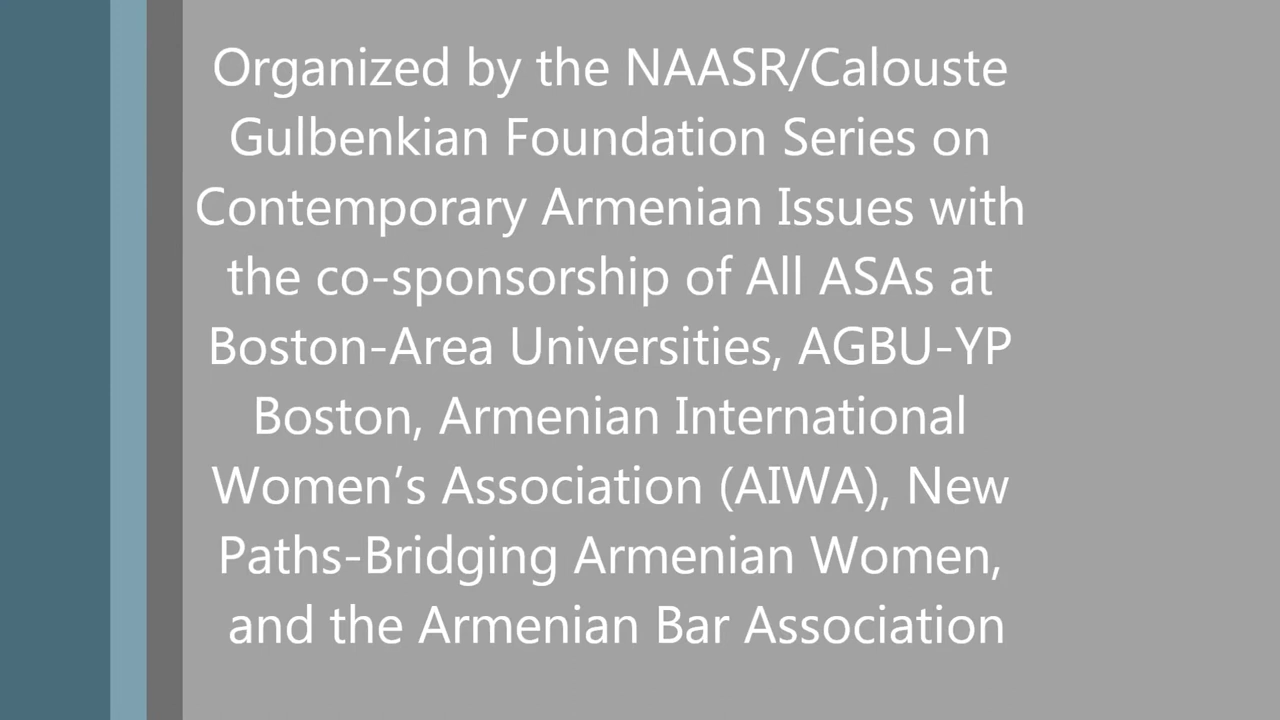 Organized by the NAASR/Calouste
Gulbenkian Foundation Series on
Contemporary Armenian Issues with
the co-sponsorship of All ASAs at
Boston-Area Universities, AGBU-YP
Boston, Armenian International
Women’s Association (AIWA), New
Paths-Bridging Armenian Women,
and the Armenian Bar Association